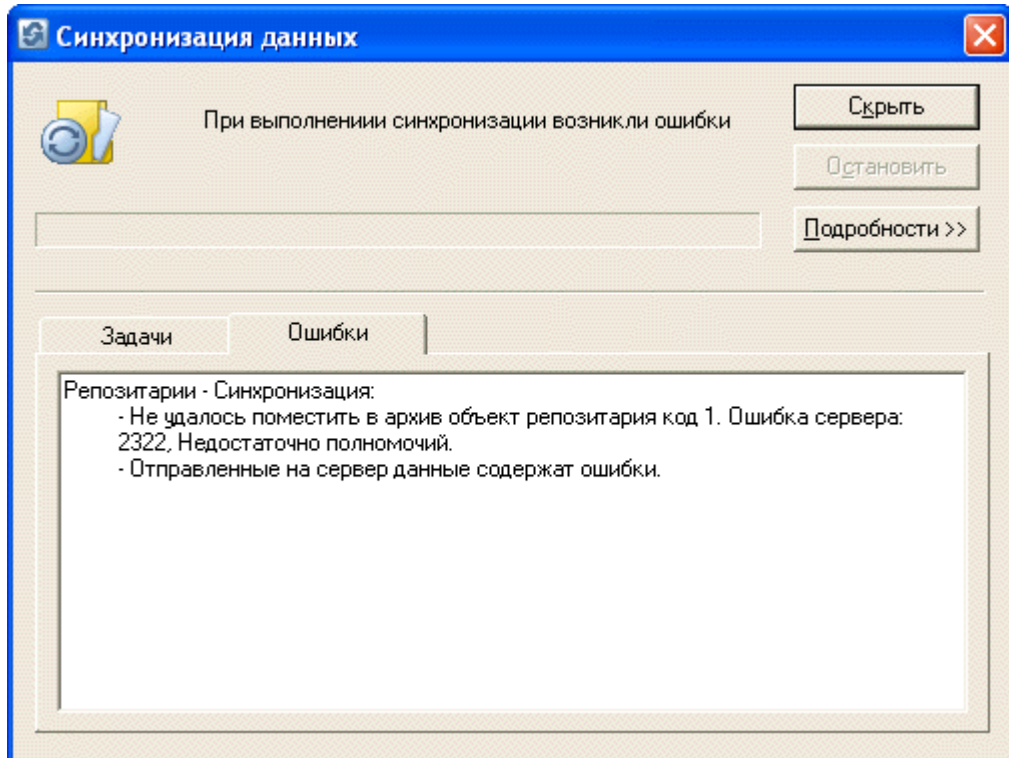 Синхронизация данных
При выполнениии синхронизации возникли ошибки
Скрыть
Остановить
Подробности >>
Задачи
Ошибки
Репозитарии - Синхронизация:
- Не удалось поместить в архив объект репозитария код 1. Ошибка сервера:
2322, Недостаточно полномочий.
- Отправленные на сервер данные содержат ошибки.